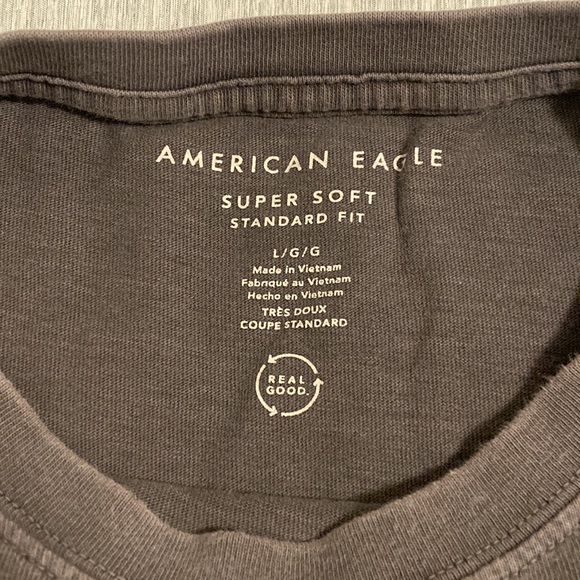 AMERICAN EAGLE
SUPER SOFT
STANDARD FIT
L/G/G
Made in Vietnam
Fabriqué au Vietnam
Hecho en Vietnam
TRÈS DOUX
COUPE STANDARD
REAL
GOOD.